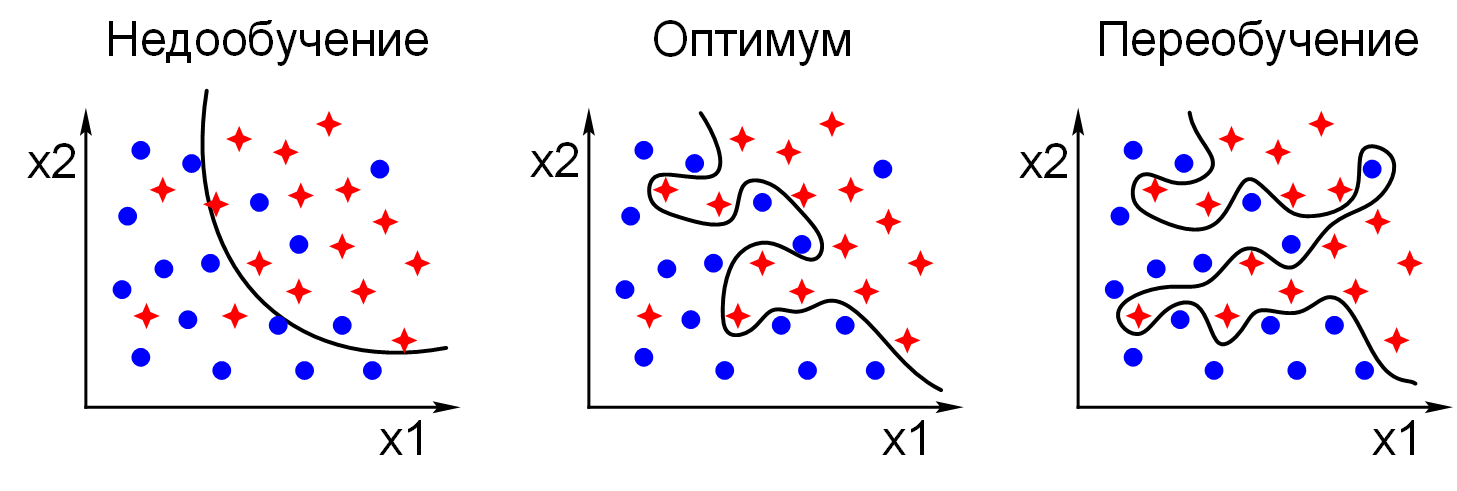 Недообучение
Оптимум
Переобучение
x2
x2
x2
x1
x1
x1